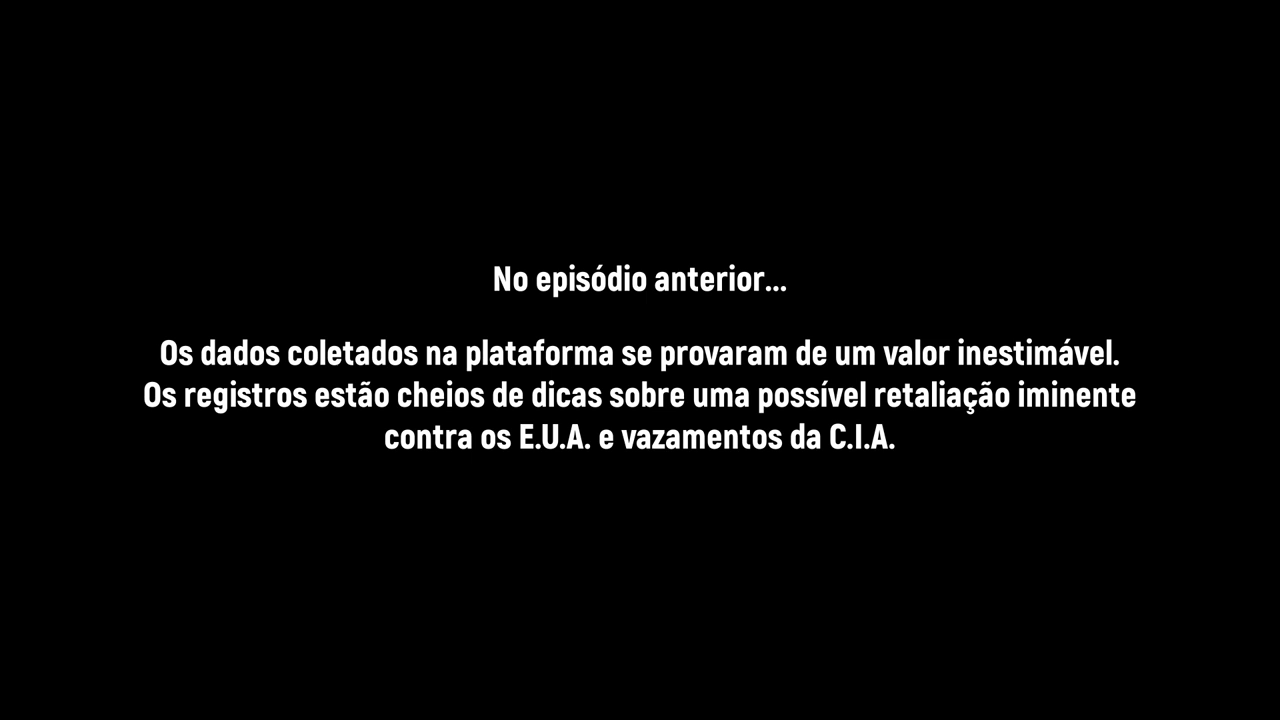 No episódio anterior...
Os dados coletados na plataforma se provaram de um valor inestimável.
Os registros estão cheios de dicas sobre uma possível retaliação iminente
contra os E.U.A. e vazamentos da C.I.A.